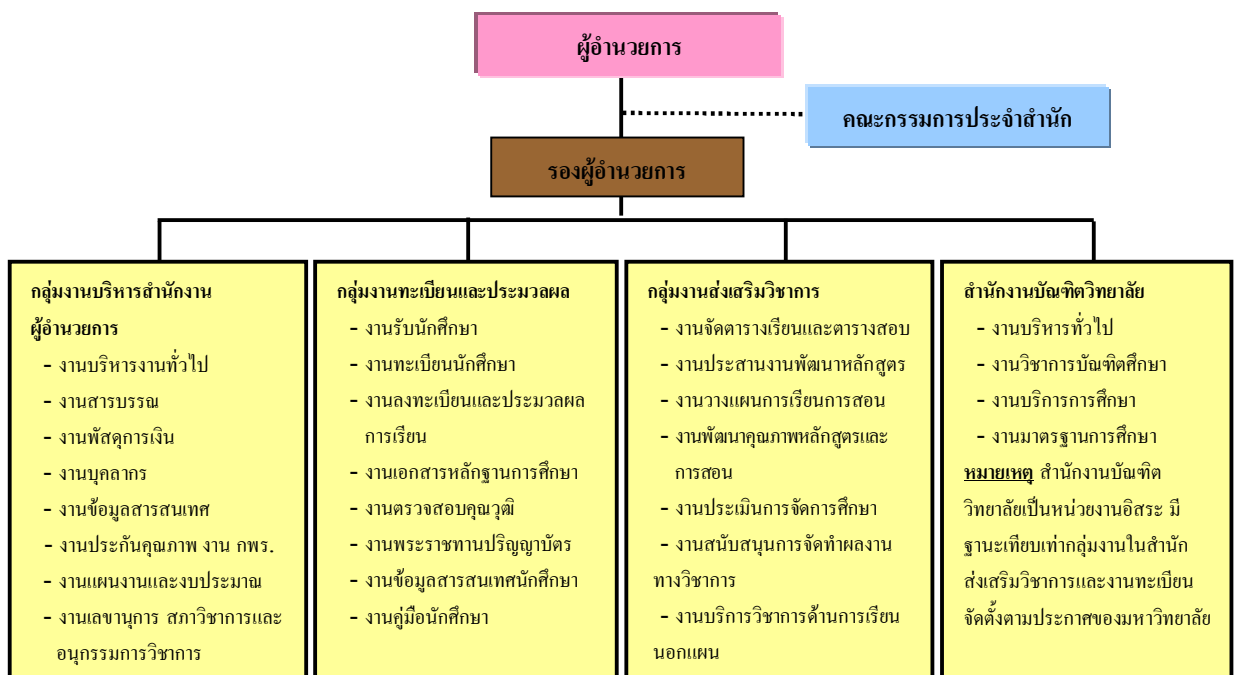 ผู้อำนวยการ
คณะกรรมการประจำสำนัก
รองผู้อำนวยการ
กลุ่มงานบริหารสำนักงาน
ผู้อำนวยการ
- งานบริหารงานทั่วไป
- งานสารบรรณ
- งานพัสดุการเงิน
- งานบุคลากร
- งานข้อมูลสารสนเทศ
- งานประกันคุณภาพ งาน กพร.
- งานแผนงานและงบประมาณ
- งานเลขานุการ สภาวิชาการและ
อนุกรรมการวิชาการ
กลุ่มงานทะเบียนและประมวลผล
- งานรับนักศึกษา
- งานทะเบียนนักศึกษา
- งานลงทะเบียนและประมวลผล
การเรียน
- งานเอกสารหลักฐานการศึกษา
- งานตรวจสอบคุณวุฒิ
- งานพระราชทานปริญญาบัตร
- งานข้อมูลสารสนเทศนักศึกษา
- งานคู่มือนักศึกษา
กลุ่มงานส่งเสริมวิชาการ
- งานจัดตารางเรียนและตารางสอบ
- งานประสานงานพัฒนาหลักสูตร
- งานวางแผนการเรียนการสอน
- งานพัฒนาคุณภาพหลักสูตรและ
การสอน
- งานประเมินการจัดการศึกษา
- งานสนับสนุนการจัดทำผลงาน
ทางวิชาการ
- งานบริการวิชาการด้านการเรียน
นอกแผน
สำนักงานบัณฑิตวิทยาลัย
- งานบริหารทั่วไป
- งานวิชาการบัณฑิตศึกษา
- งานบริการการศึกษา
- งานมาตรฐานการศึกษา
หมายเหตุ สำนักงานบัณฑิต
วิทยาลัยเป็นหน่วยงานอิสระ มี
ฐานะเทียบเท่ากลุ่มงานในสำนัก
ส่งเสริมวิชาการและงานทะเบียน
จัดตั้งตามประกาศของมหาวิทยาลัย